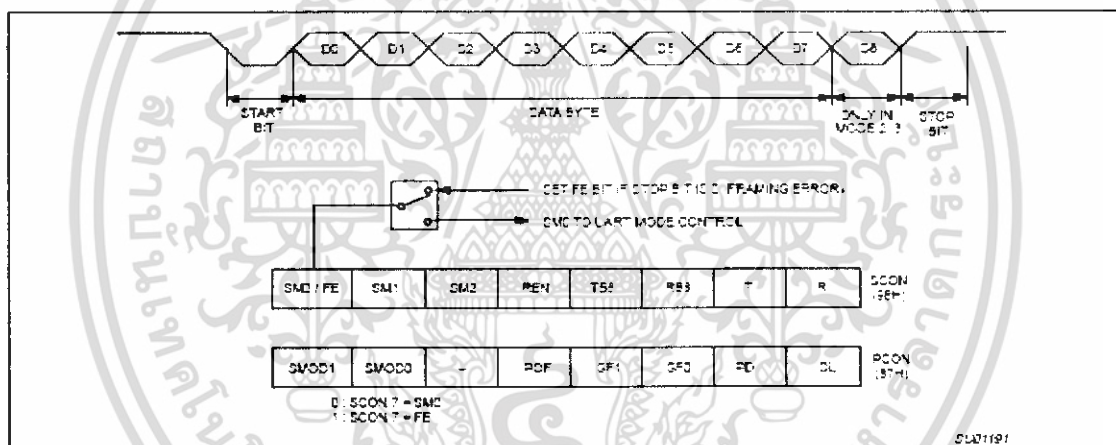 D0 D1 D2 D3 D4 D5 D6 D7 D8
START BIT
DATA BYTE
ONLY IN MODE 2, 3
STOP BIT
SET FE BIT IF STOP BIT IS 0 (FRAMING ERROR)
SM0 TO UART MODE CONTROL
SM0 / FE SM1 SM2 REN TB8 RB8 SCON (98H)
SMOD1 SMOD0 – POF GF1 GF0 PD PCON (87H)
0 : SCON.7 = SM0
1 : SCON.7 = FE
SU01191